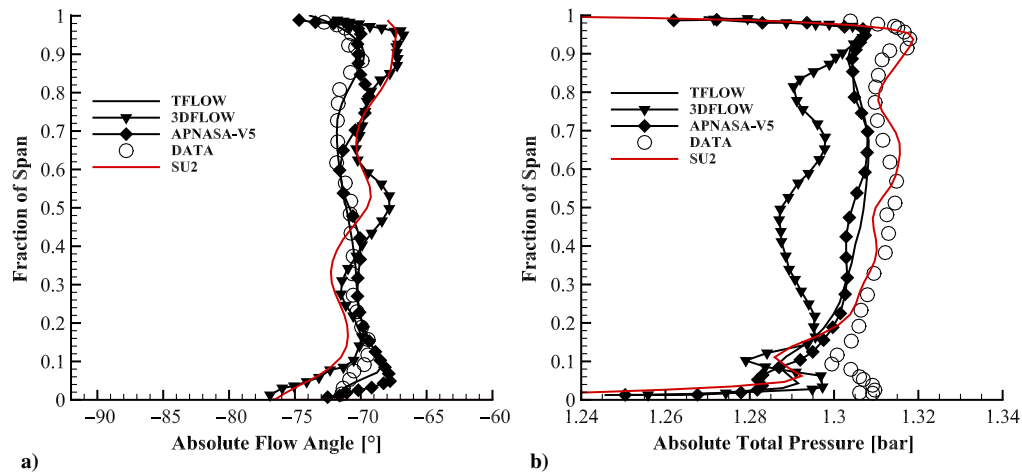 a)
Fraction of Span
1
0.9
0.8
0.7
0.6
0.5
0.4
0.3
0.2
0.1
0
TFLOW
3DFLOW
APNASA-V5
DATA
SU2
−90 −85 −80 −75 −70 −65 −60
Absolute Flow Angle [°]
b)
Fraction of Span
1
0.9
0.8
0.7
0.6
0.5
0.4
0.3
0.2
0.1
0
TFLOW
3DFLOW
APNASA-V5
DATA
SU2
1.24 1.26 1.28 1.3 1.32 1.34
Absolute Total Pressure [bar]